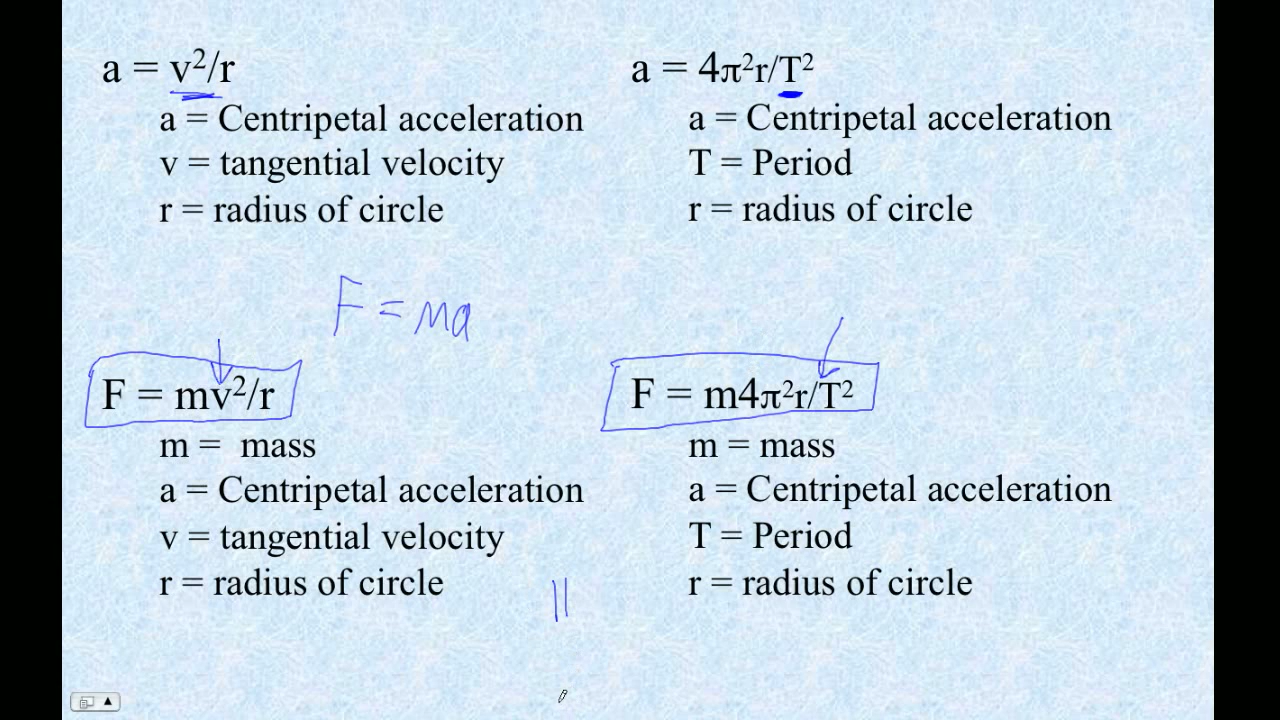 a = v²/r
a = Centripetal acceleration
v = tangential velocity
r = radius of circle
a = 4π²r/T²
a = Centripetal acceleration
T = Period
r = radius of circle
F = ma
F = mv²/r
m = mass
a = Centripetal acceleration
v = tangential velocity
r = radius of circle
F = m4π²r/T²
m = mass
a = Centripetal acceleration
T = Period
r = radius of circle